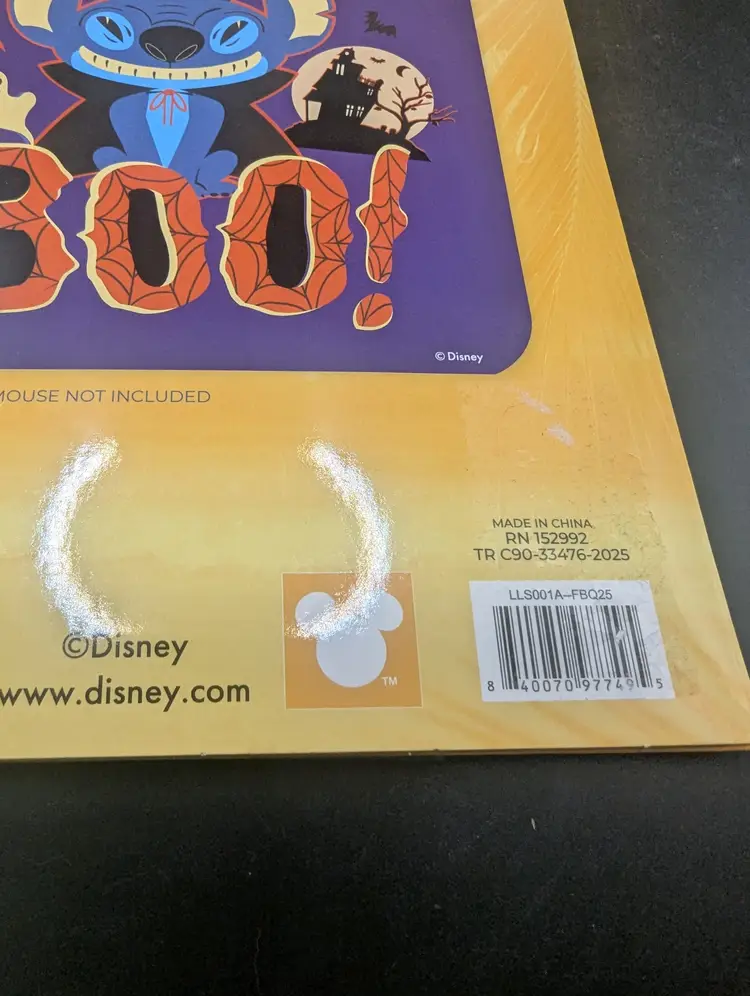 BOO!
© Disney
MOUSE NOT INCLUDED
MADE IN CHINA
RN 152992
TR C90-33476-2025
LLS001A-FBQ25
8 40070 97749 5
©Disney
www.disney.com
TM